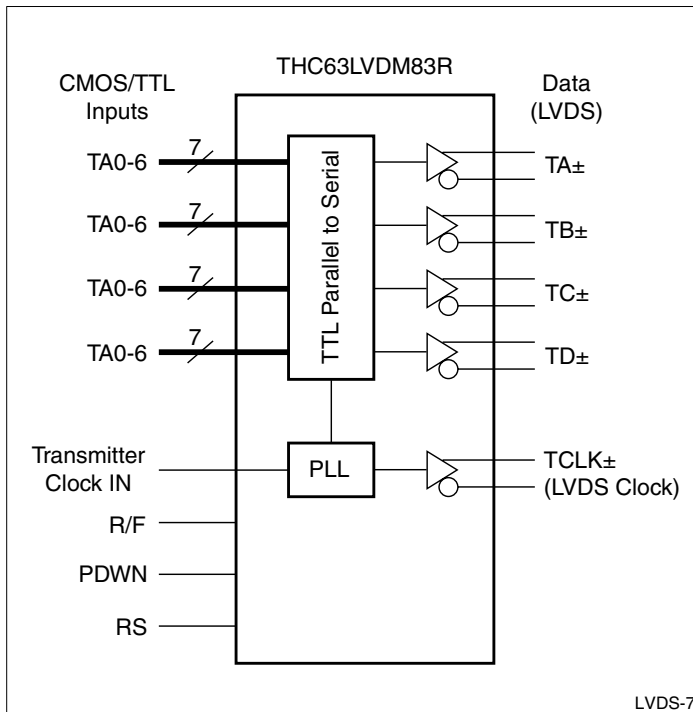 THC63LVDM83R
CMOS/TTL
Inputs
Data
(LVDS)
TA0-6
7
TA±
TA0-6
7
TB±
TA0-6
7
TC±
TA0-6
7
TD±
TTL Parallel to Serial
Transmitter
Clock IN
PLL
TCLK±
(LVDS Clock)
R/F
PDWN
RS
LVDS-7